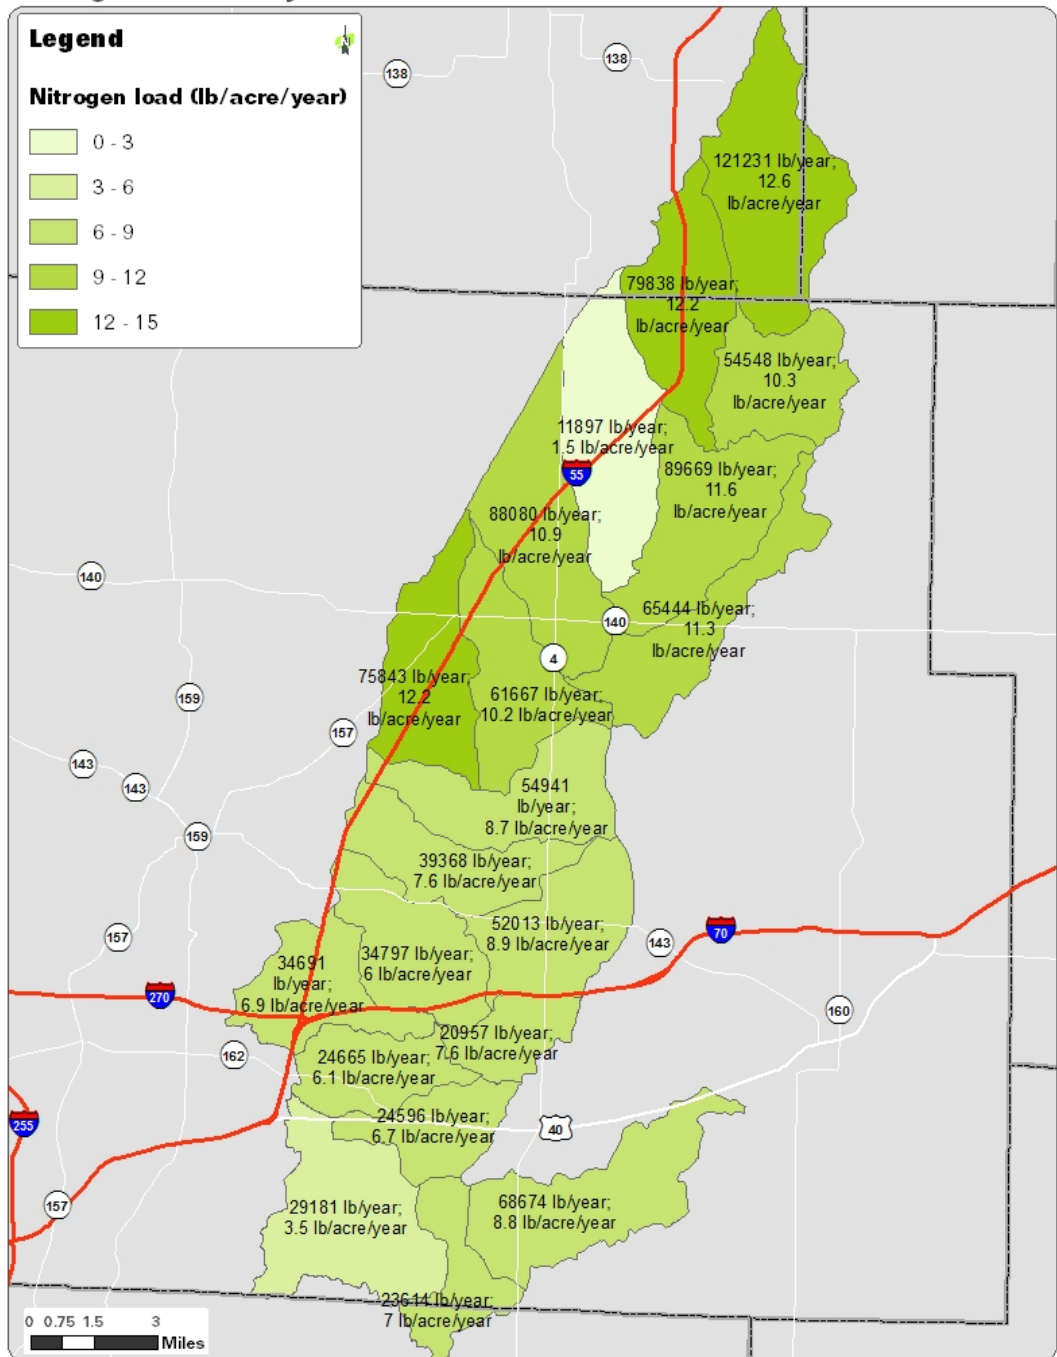 Legend
N
Nitrogen load (lb/acre/year)
0 - 3
3 - 6
6 - 9
9 - 12
12 - 15
138
138
121231 lb/year;
12.6
lb/acre/year
79838 lb/year;
12.2
lb/acre/year
54548 lb/year;
10.3
lb/acre/year
11897 lb/year;
1.5 lb/acre/year
55
89669 lb/year;
11.6
lb/acre/year
88080 lb/year;
10.9
lb/acre/year
140
140
65444 lb/year;
11.3
lb/acre/year
4
75843 lb/year;
12.2
lb/acre/year
61667 lb/year;
10.2 lb/acre/year
159
157
143
143
54941
lb/year;
8.7 lb/acre/year
159
39368 lb/year;
7.6 lb/acre/year
52013 lb/year;
8.9 lb/acre/year
157
143
70
34797 lb/year;
6 lb/acre/year
34691
lb/year;
6.9 lb/acre/year
270
160
20957 lb/year;
7.6 lb/acre/year
162
24665 lb/year;
6.1 lb/acre/year
255
24596 lb/year;
6.7 lb/acre/year
40
157
29181 lb/year;
3.5 lb/acre/year
68674 lb/year;
8.8 lb/acre/year
23614 lb/year;
7 lb/acre/year
0 0.75 1.5 3
Miles